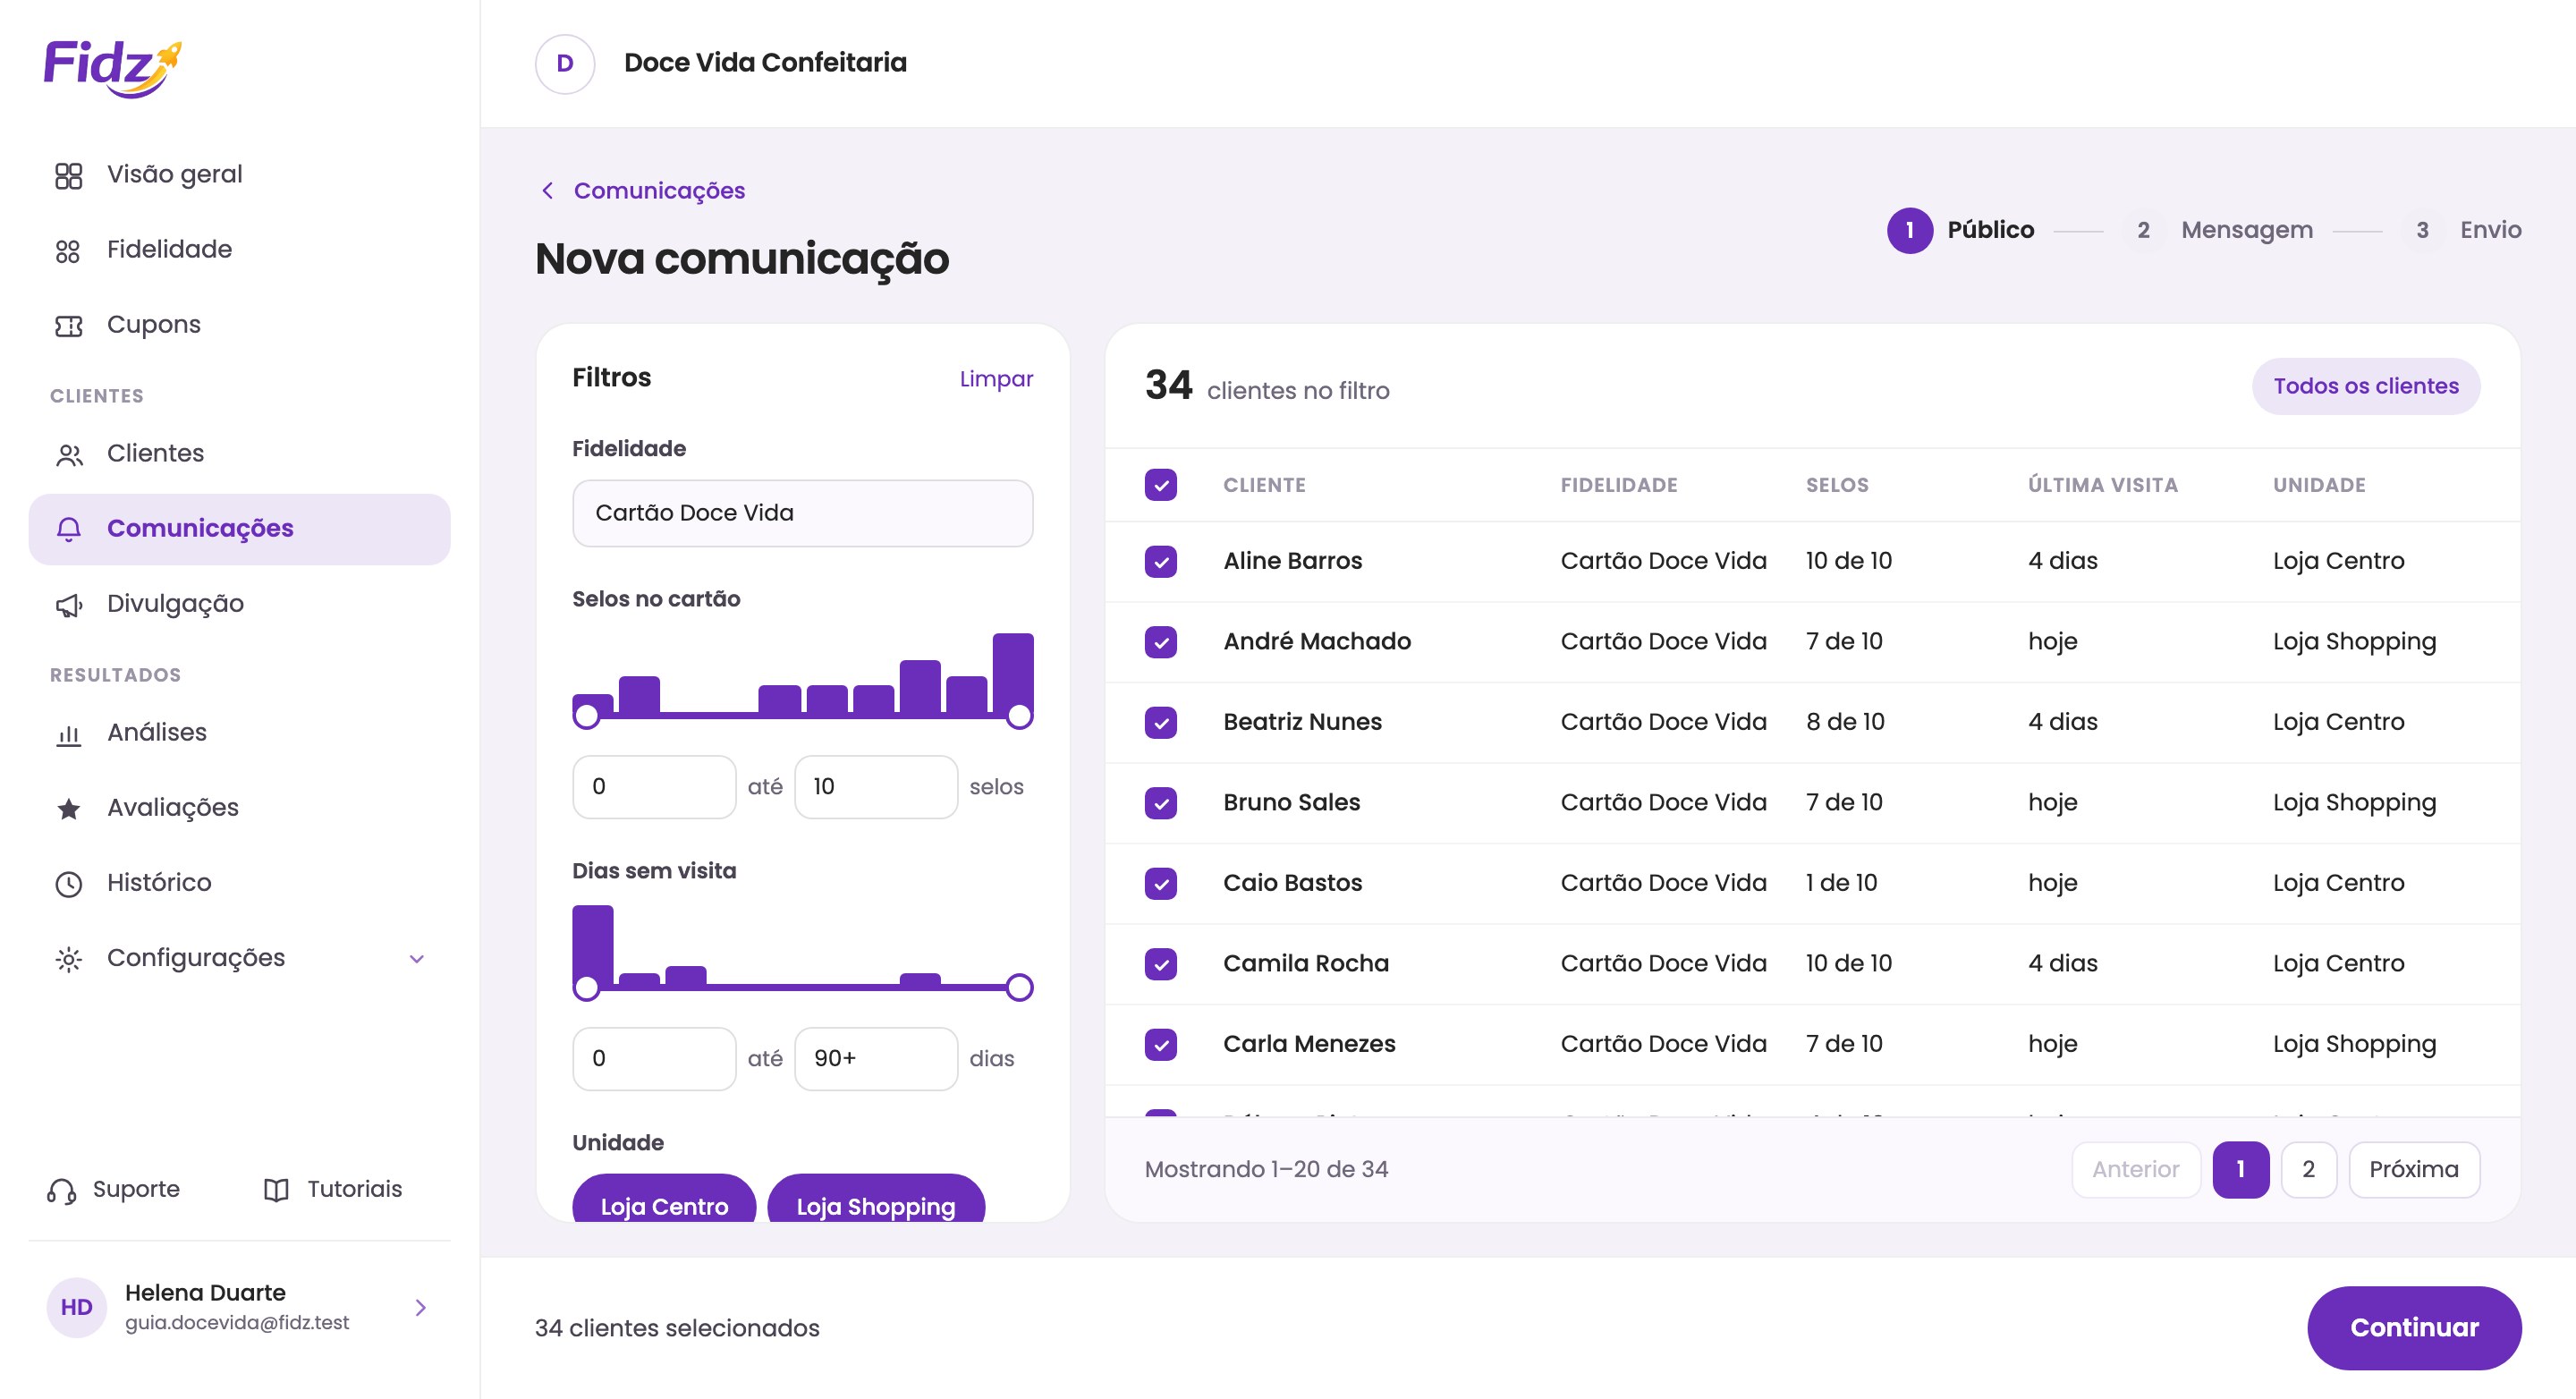 Fidz
Visão geral
Fidelidade
Cupons
CLIENTES
Clientes
Comunicações
Divulgação
RESULTADOS
Análises
Avaliações
Histórico
Configurações
Suporte
Tutoriais
HD
Helena Duarte
guia.docevida@fidz.test
D
Doce Vida Confeitaria
Comunicações
Nova comunicação
1 Público 2 Mensagem 3 Envio
Filtros Limpar
Fidelidade
Cartão Doce Vida
Selos no cartão
0 até 10 selos
Dias sem visita
0 até 90+ dias
Unidade
Loja Centro Loja Shopping
34 clientes no filtro Todos os clientes
CLIENTE FIDELIDADE SELOS ÚLTIMA VISITA UNIDADE
Aline Barros Cartão Doce Vida 10 de 10 4 dias Loja Centro
André Machado Cartão Doce Vida 7 de 10 hoje Loja Shopping
Beatriz Nunes Cartão Doce Vida 8 de 10 4 dias Loja Centro
Bruno Sales Cartão Doce Vida 7 de 10 hoje Loja Shopping
Caio Bastos Cartão Doce Vida 1 de 10 hoje Loja Centro
Camila Rocha Cartão Doce Vida 10 de 10 4 dias Loja Centro
Carla Menezes Cartão Doce Vida 7 de 10 hoje Loja Shopping
Mostrando 1–20 de 34 Anterior 1 2 Próxima
34 clientes selecionados Continuar